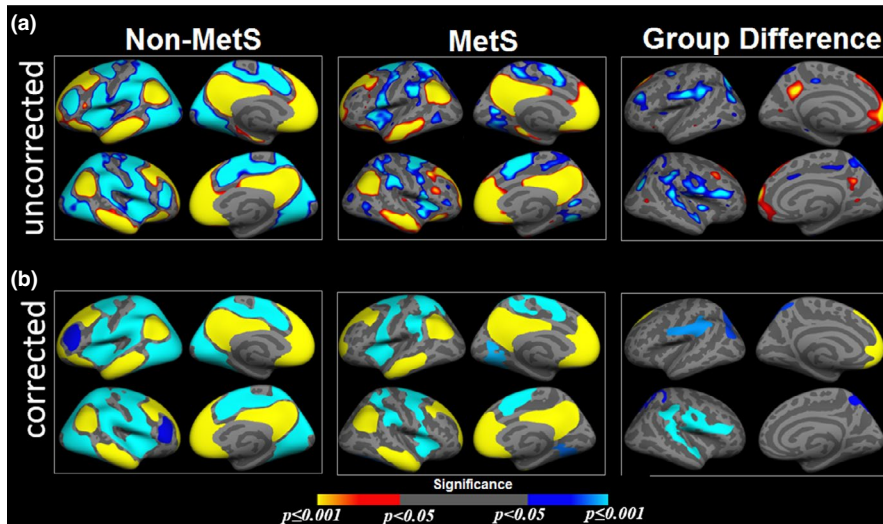 (a)
Non-MetS MetS Group Difference
uncorrected
(b)
corrected
Significance
p≤0.001 p<0.05 p<0.05 p≤0.001